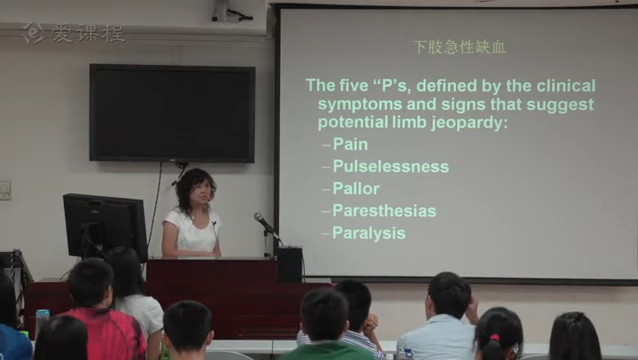 爱课程
下肢急性缺血
The five “P’s, defined by the clinical
symptoms and signs that suggest
potential limb jeopardy:
–Pain
–Pulselessness
–Pallor
–Paresthesias
–Paralysis